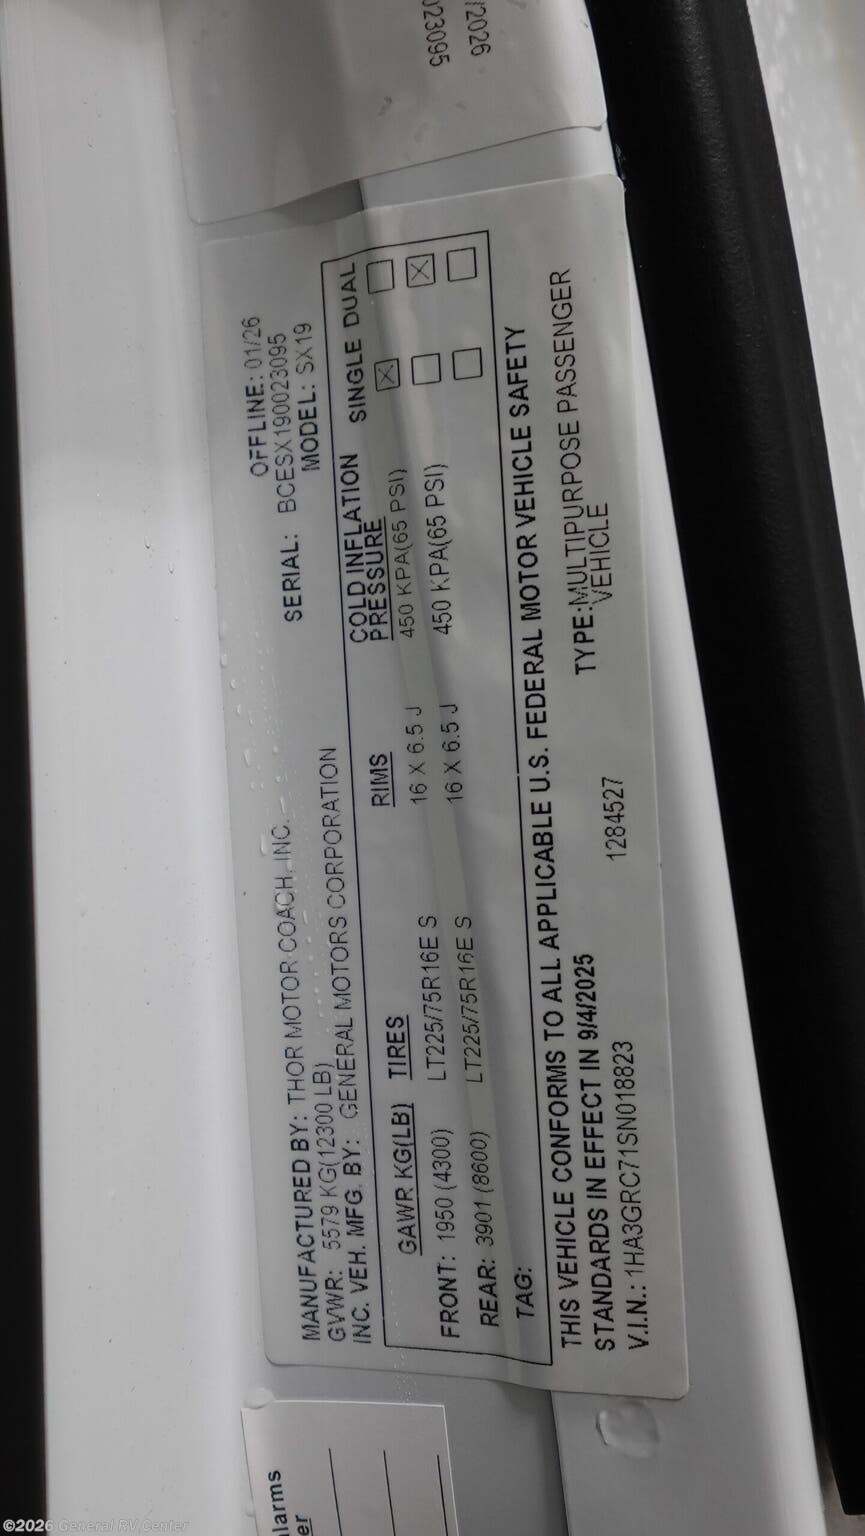 MANUFACTURED BY: THOR MOTOR COACH, INC. OFFLINE: 01/26
GVWR: 5579 KG(12300 LB) SERIAL: BCESX190023095
INC. VEH. MFG. BY: GENERAL MOTORS CORPORATION MODEL: SX19
GAWR KG(LB) TIRES RIMS COLD INFLATION PRESSURE SINGLE DUAL
FRONT: 1950 (4300) LT225/75R16E S 16 X 6.5 J 450 KPA(65 PSI)
REAR: 3901 (8600) LT225/75R16E S 16 X 6.5 J 450 KPA(65 PSI)
TAG:
THIS VEHICLE CONFORMS TO ALL APPLICABLE U.S. FEDERAL MOTOR VEHICLE SAFETY
STANDARDS IN EFFECT IN 9/4/2025
TYPE:MULTIPURPOSE PASSENGER
VEHICLE
V.I.N.: 1HA3GRC71SN018823 1284527
023095
/2026
larms
er
©2026 General RV Center